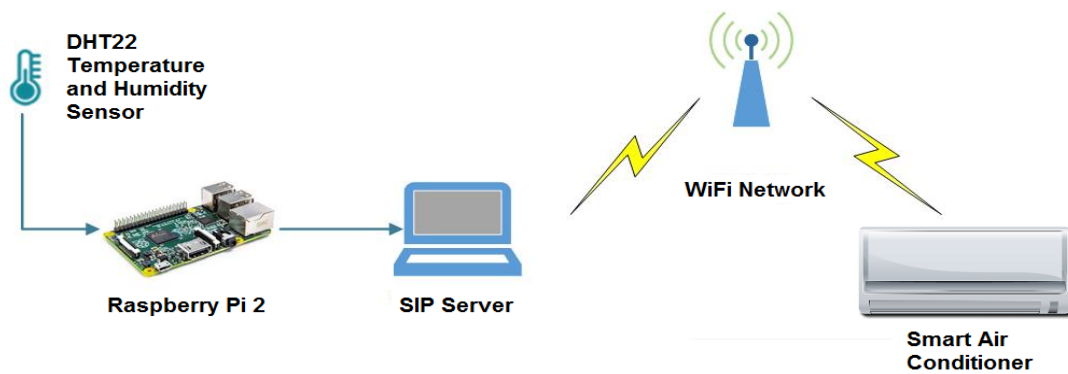 DHT22
Temperature
and Humidity
Sensor
WiFi Network
Raspberry Pi 2
SIP Server
Smart Air
Conditioner